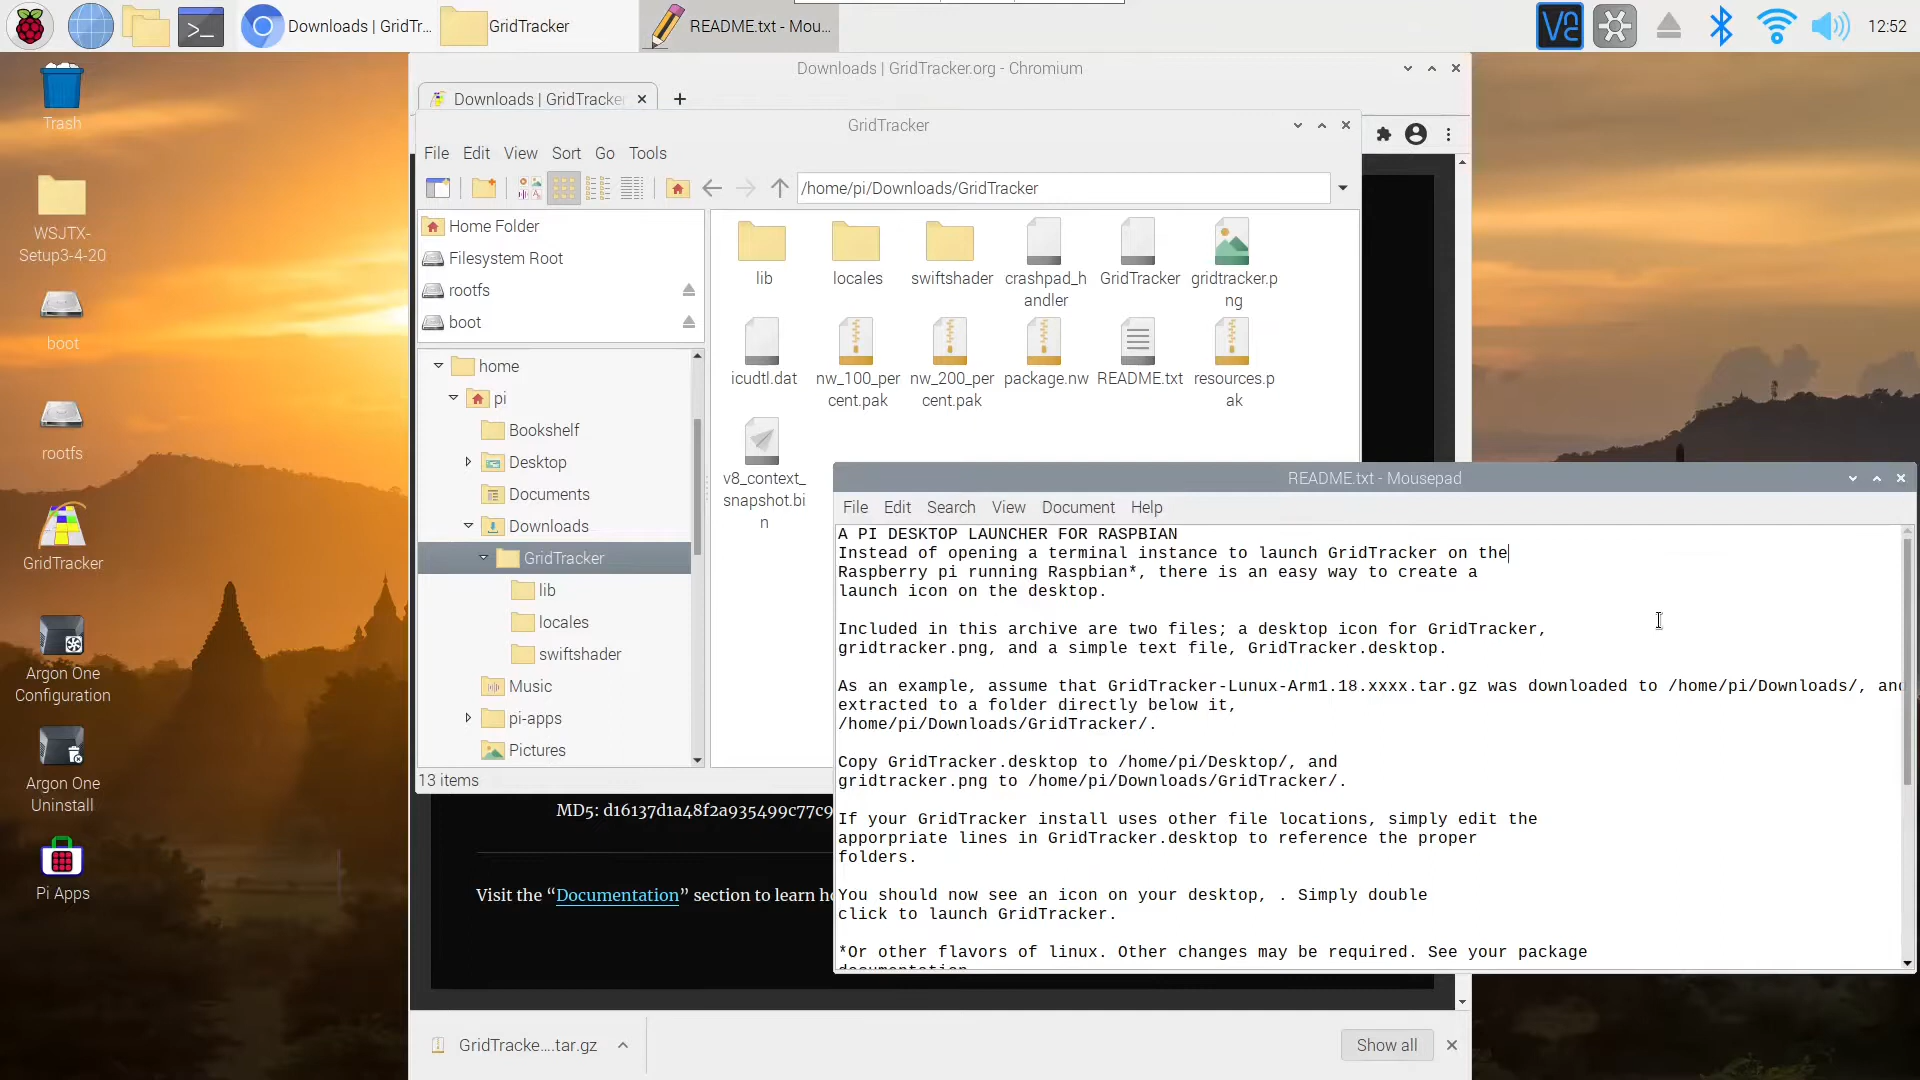 Downloads | GridTr...
GridTracker
README.txt - Mou...
12:52
Trash
WSJTX-
Setup3-4-20
boot
rootfs
GridTracker
Argon One
Configuration
Argon One
Uninstall
Pi Apps
Downloads | GridTracker.org - Chromium
Downloads | GridTracke
GridTracker
File Edit View Sort Go Tools
/home/pi/Downloads/GridTracker
Home Folder
Filesystem Root
rootfs
boot
home
pi
Bookshelf
Desktop
Documents
Downloads
GridTracker
lib
locales
swiftshader
Music
pi-apps
Pictures
13 items
lib
locales
swiftshader
crashpad_h
andler
GridTracker
gridtracker.p
ng
icudtl.dat
nw_100_per
cent.pak
nw_200_per
cent.pak
package.nw
README.txt
resources.p
ak
v8_context_
snapshot.bi
n
README.txt - Mousepad
File Edit Search View Document Help
A PI DESKTOP LAUNCHER FOR RASPBIAN
Instead of opening a terminal instance to launch GridTracker on the
Raspberry pi running Raspbian*, there is an easy way to create a
launch icon on the desktop.
Included in this archive are two files; a desktop icon for GridTracker,
gridtracker.png, and a simple text file, GridTracker.desktop.
As an example, assume that GridTracker-Lunux-Arm1.18.xxxx.tar.gz was downloaded to /home/pi/Downloads/, and
extracted to a folder directly below it,
/home/pi/Downloads/GridTracker/.
Copy GridTracker.desktop to /home/pi/Desktop/, and
gridtracker.png to /home/pi/Downloads/GridTracker/.
If your GridTracker install uses other file locations, simply edit the
apporpriate lines in GridTracker.desktop to reference the proper
folders.
You should now see an icon on your desktop, . Simply double
click to launch GridTracker.
*Or other flavors of linux. Other changes may be required. See your package
MD5: d16137d1a48f2a935499c77c9
Visit the “Documentation” section to learn h
GridTracke....tar.gz
Show all